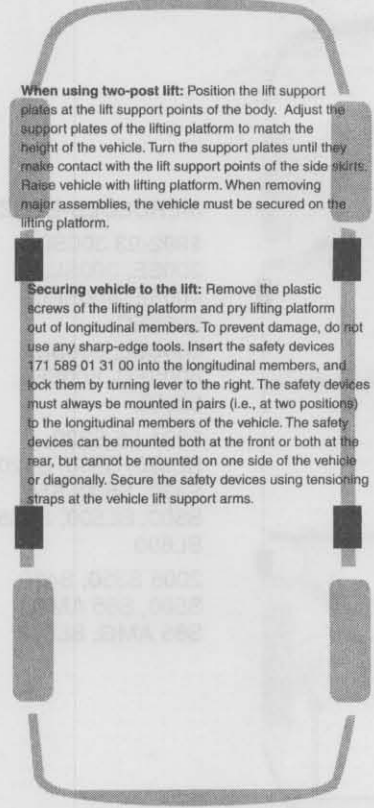 When using two-post lift: Position the lift support
plates at the lift support points of the body. Adjust the
support plates of the lifting platform to match the
height of the vehicle. Turn the support plates until they
make contact with the lift support points of the side skirts.
Raise vehicle with lifting platform. When removing
major assemblies, the vehicle must be secured on the
lifting platform.
Securing vehicle to the lift: Remove the plastic
screws of the lifting platform and pry lifting platform
out of longitudinal members. To prevent damage, do not
use any sharp-edge tools. Insert the safety devices
171 589 01 31 00 into the longitudinal members, and
lock them by turning lever to the right. The safety devices
must always be mounted in pairs (i.e., at two positions)
to the longitudinal members of the vehicle. The safety
devices can be mounted both at the front or both at the
rear, but cannot be mounted on one side of the vehicle
or diagonally. Secure the safety devices using tensioning
straps at the vehicle lift support arms.